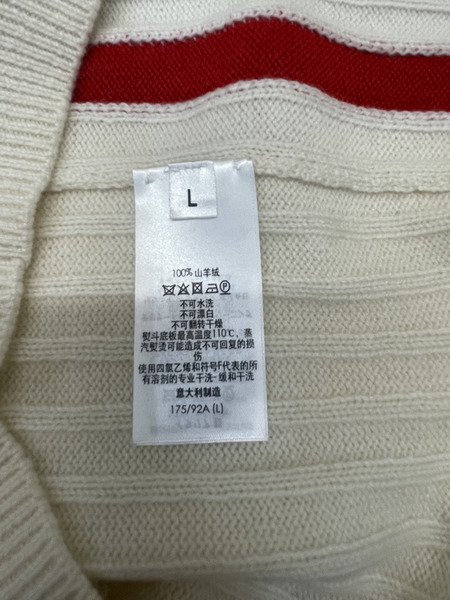 L
100% 山羊绒
不可水洗
不可漂白
不可翻转干燥
熨斗底板最高温度110℃、蒸
汽熨烫可能造成不可回复的损
伤
使用四氯乙烯和符号F代表的所
有溶剂的专业干洗-缓和干洗
意大利制造
175/92A (L)